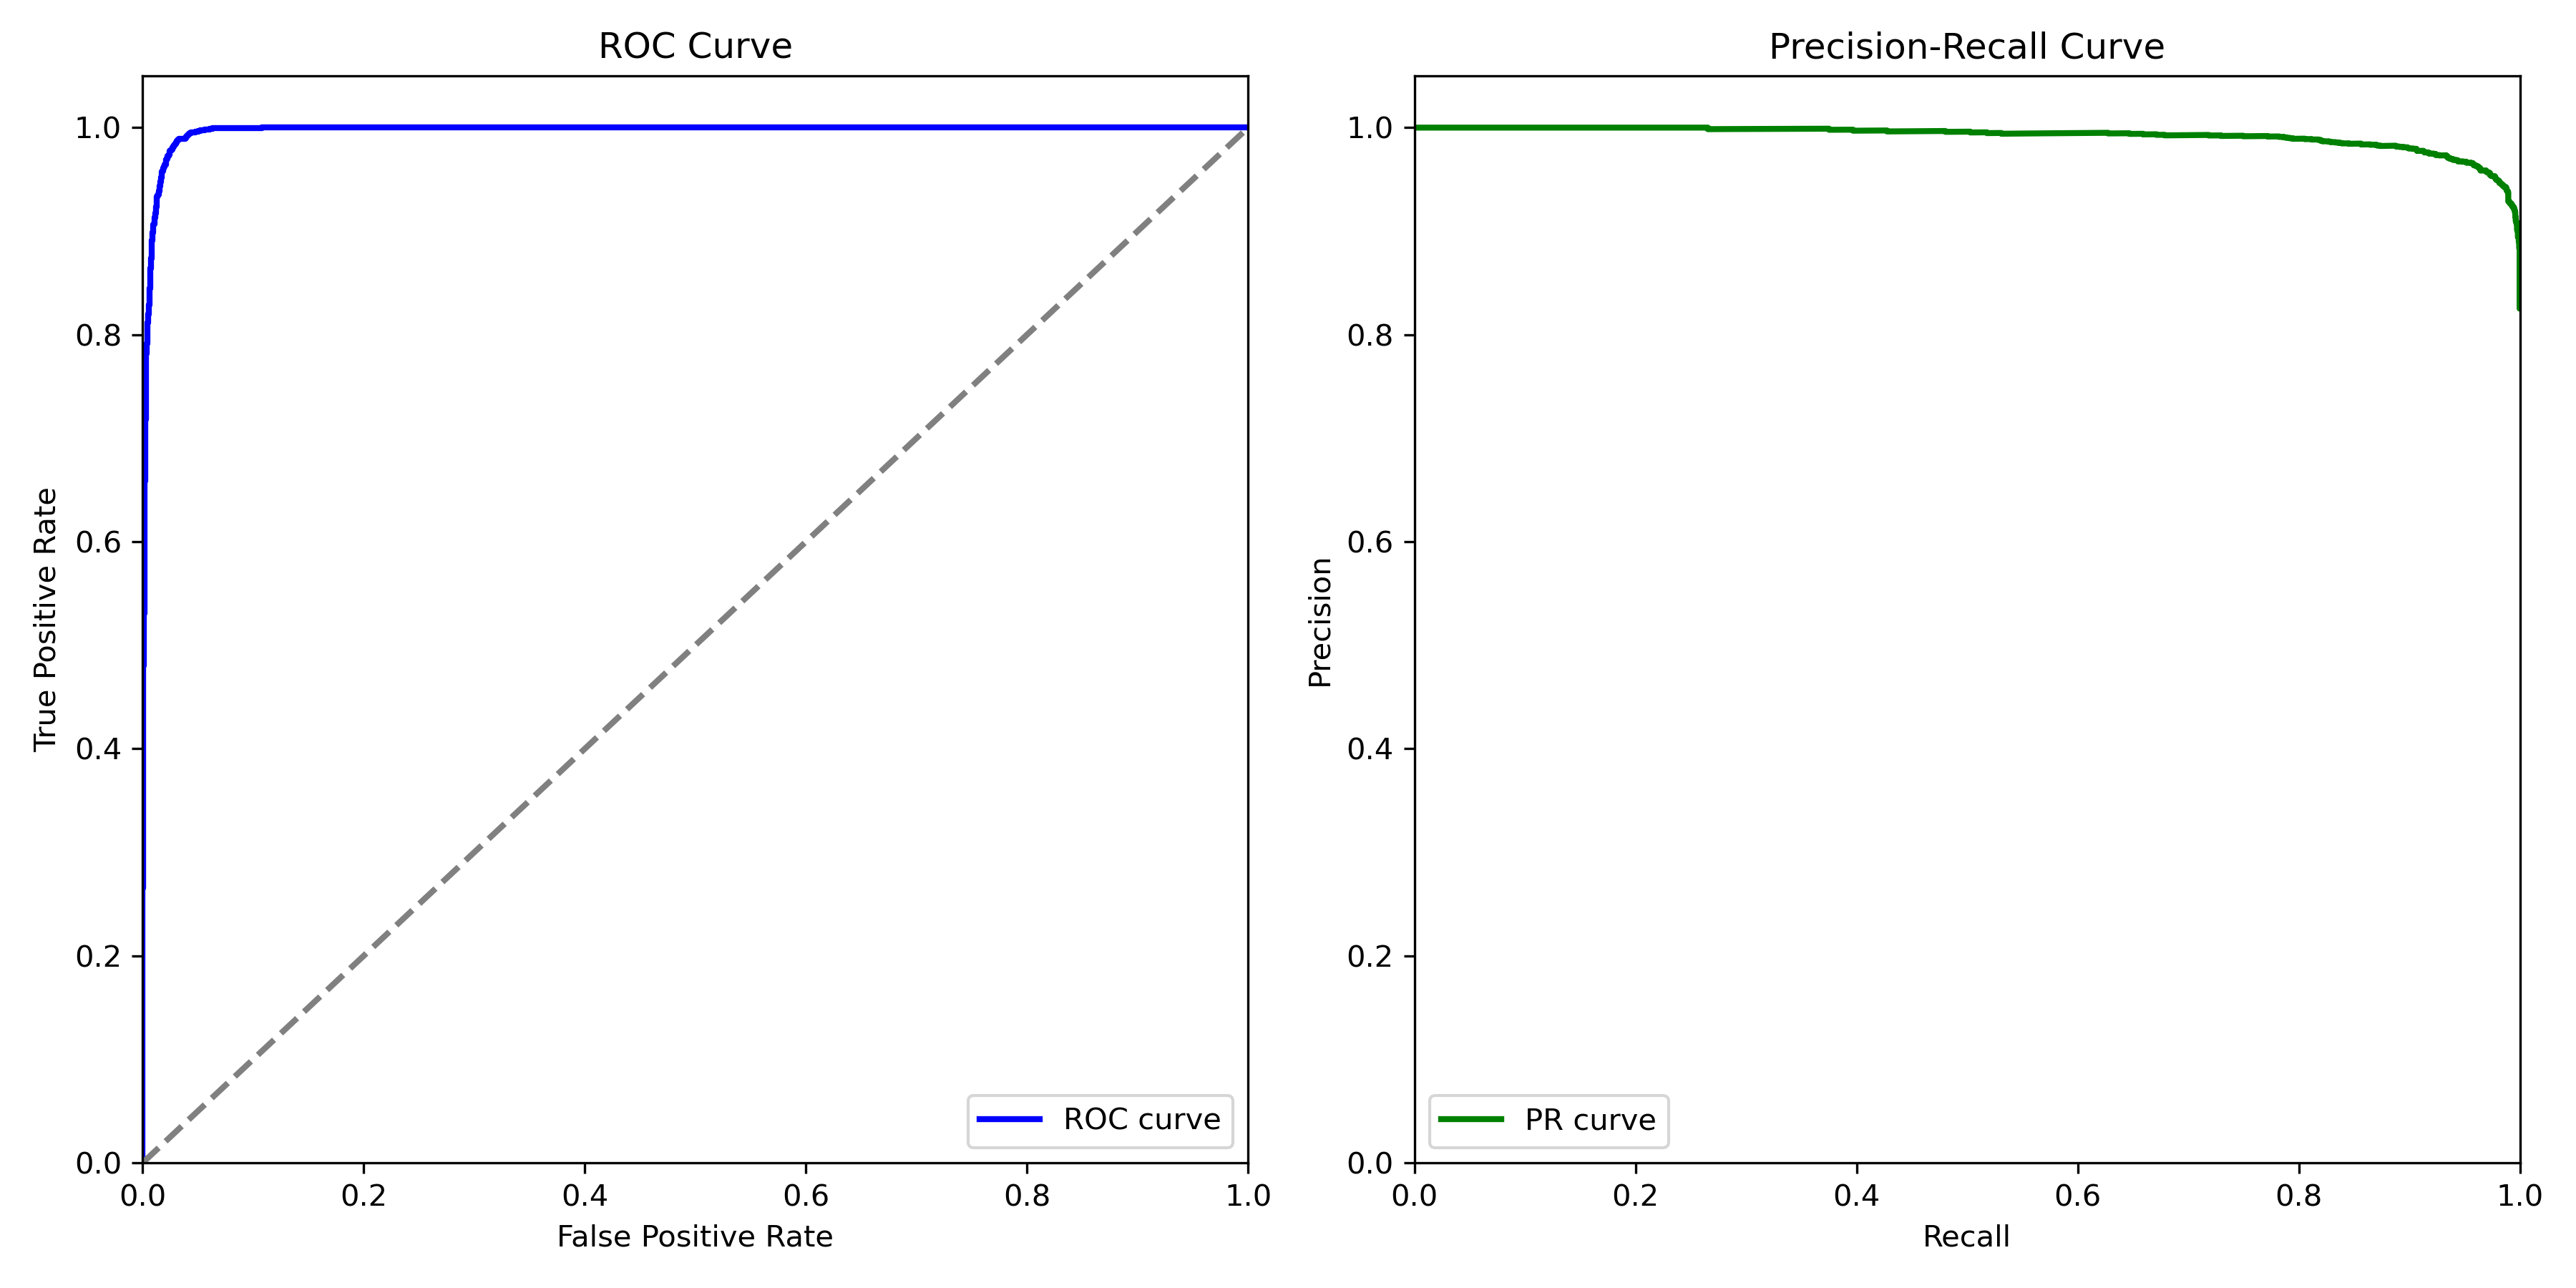 ROC Curve
True Positive Rate
1.0
0.8
0.6
0.4
0.2
0.0
0.0 0.2 0.4 0.6 0.8 1.0
False Positive Rate
ROC curve
Precision-Recall Curve
Precision
1.0
0.8
0.6
0.4
0.2
0.0
0.0 0.2 0.4 0.6 0.8 1.0
Recall
PR curve